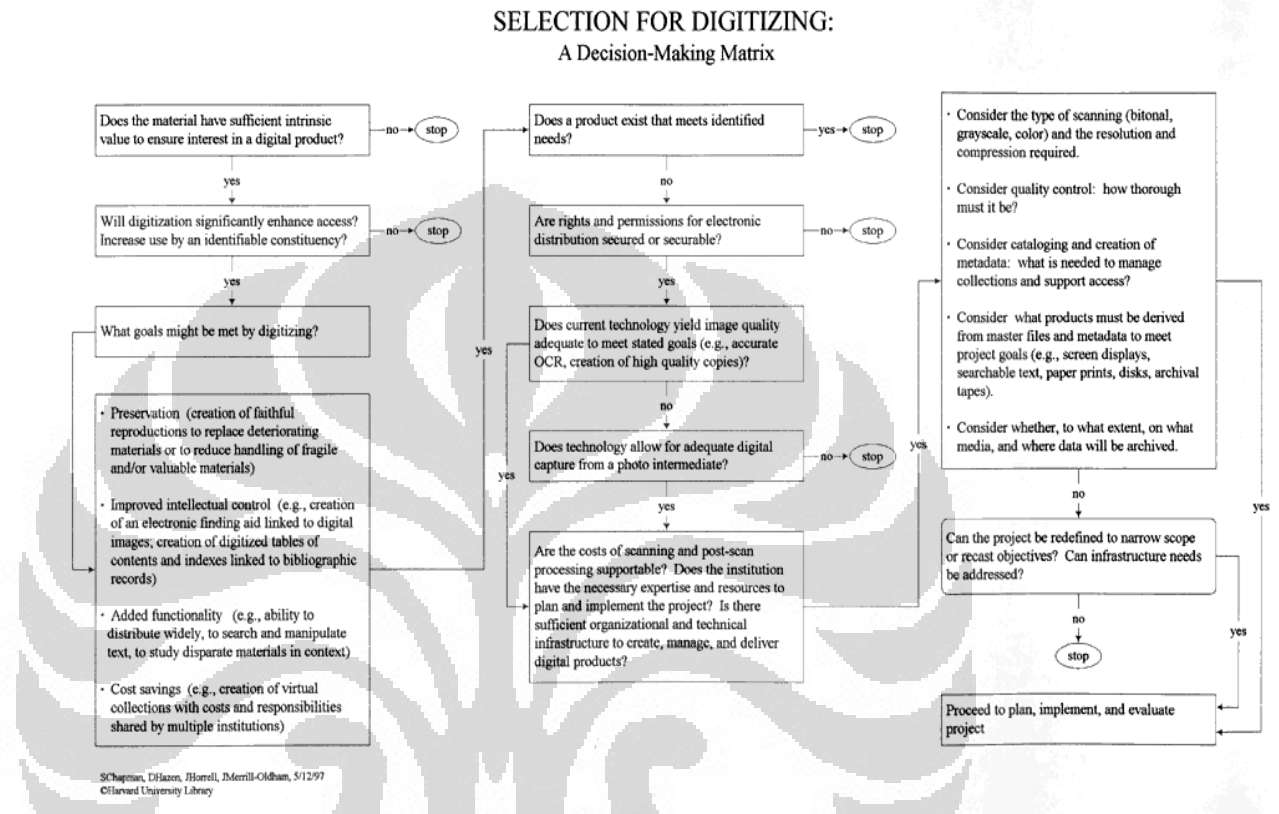 SELECTION FOR DIGITIZING:
A Decision-Making Matrix
Does the material have sufficient intrinsic
value to ensure interest in a digital product?
no
stop
yes
Will digitization significantly enhance access?
Increase use by an identifiable constituency?
no
stop
yes
What goals might be met by digitizing?
· Preservation (creation of faithful
reproductions to replace deteriorating
materials or to reduce handling of fragile
and/or valuable materials)
· Improved intellectual control (e.g., creation
of an electronic finding aid linked to digital
images; creation of digitized tables of
contents and indexes linked to bibliographic
records)
· Added functionality (e.g., ability to
distribute widely, to search and manipulate
text, to study disparate materials in context)
· Cost savings (e.g., creation of virtual
collections with costs and responsibilities
shared by multiple institutions)
yes
Does a product exist that meets identified
needs?
yes
stop
no
Are rights and permissions for electronic
distribution secured or securable?
no
stop
yes
Does current technology yield image quality
adequate to meet stated goals (e.g., accurate
OCR, creation of high quality copies)?
no
yes
Does technology allow for adequate digital
capture from a photo intermediate?
no
stop
yes
Are the costs of scanning and post-scan
processing supportable? Does the institution
have the necessary expertise and resources to
plan and implement the project? Is there
sufficient organizational and technical
infrastructure to create, manage, and deliver
digital products?
yes
· Consider the type of scanning (bitonal,
grayscale, color) and the resolution and
compression required.
· Consider quality control: how thorough
must it be?
· Consider cataloging and creation of
metadata: what is needed to manage
collections and support access?
· Consider what products must be derived
from master files and metadata to meet
project goals (e.g., screen displays,
searchable text, paper prints, disks, archival
tapes).
· Consider whether, to what extent, on what
media, and where data will be archived.
no
yes
Can the project be redefined to narrow scope
or recast objectives? Can infrastructure needs
be addressed?
no
yes
stop
Proceed to plan, implement, and evaluate
project
SChapman, DHazen, JHorrell, JMerrill-Oldham, 5/12/97
©Harvard University Library